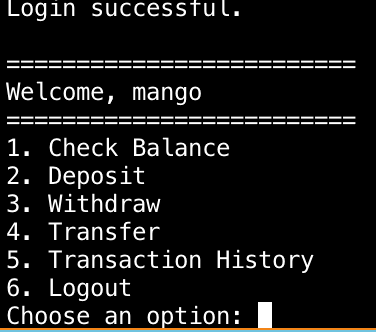 Login successful.
=========================
Welcome, mango
=========================
1. Check Balance
2. Deposit
3. Withdraw
4. Transfer
5. Transaction History
6. Logout
Choose an option: